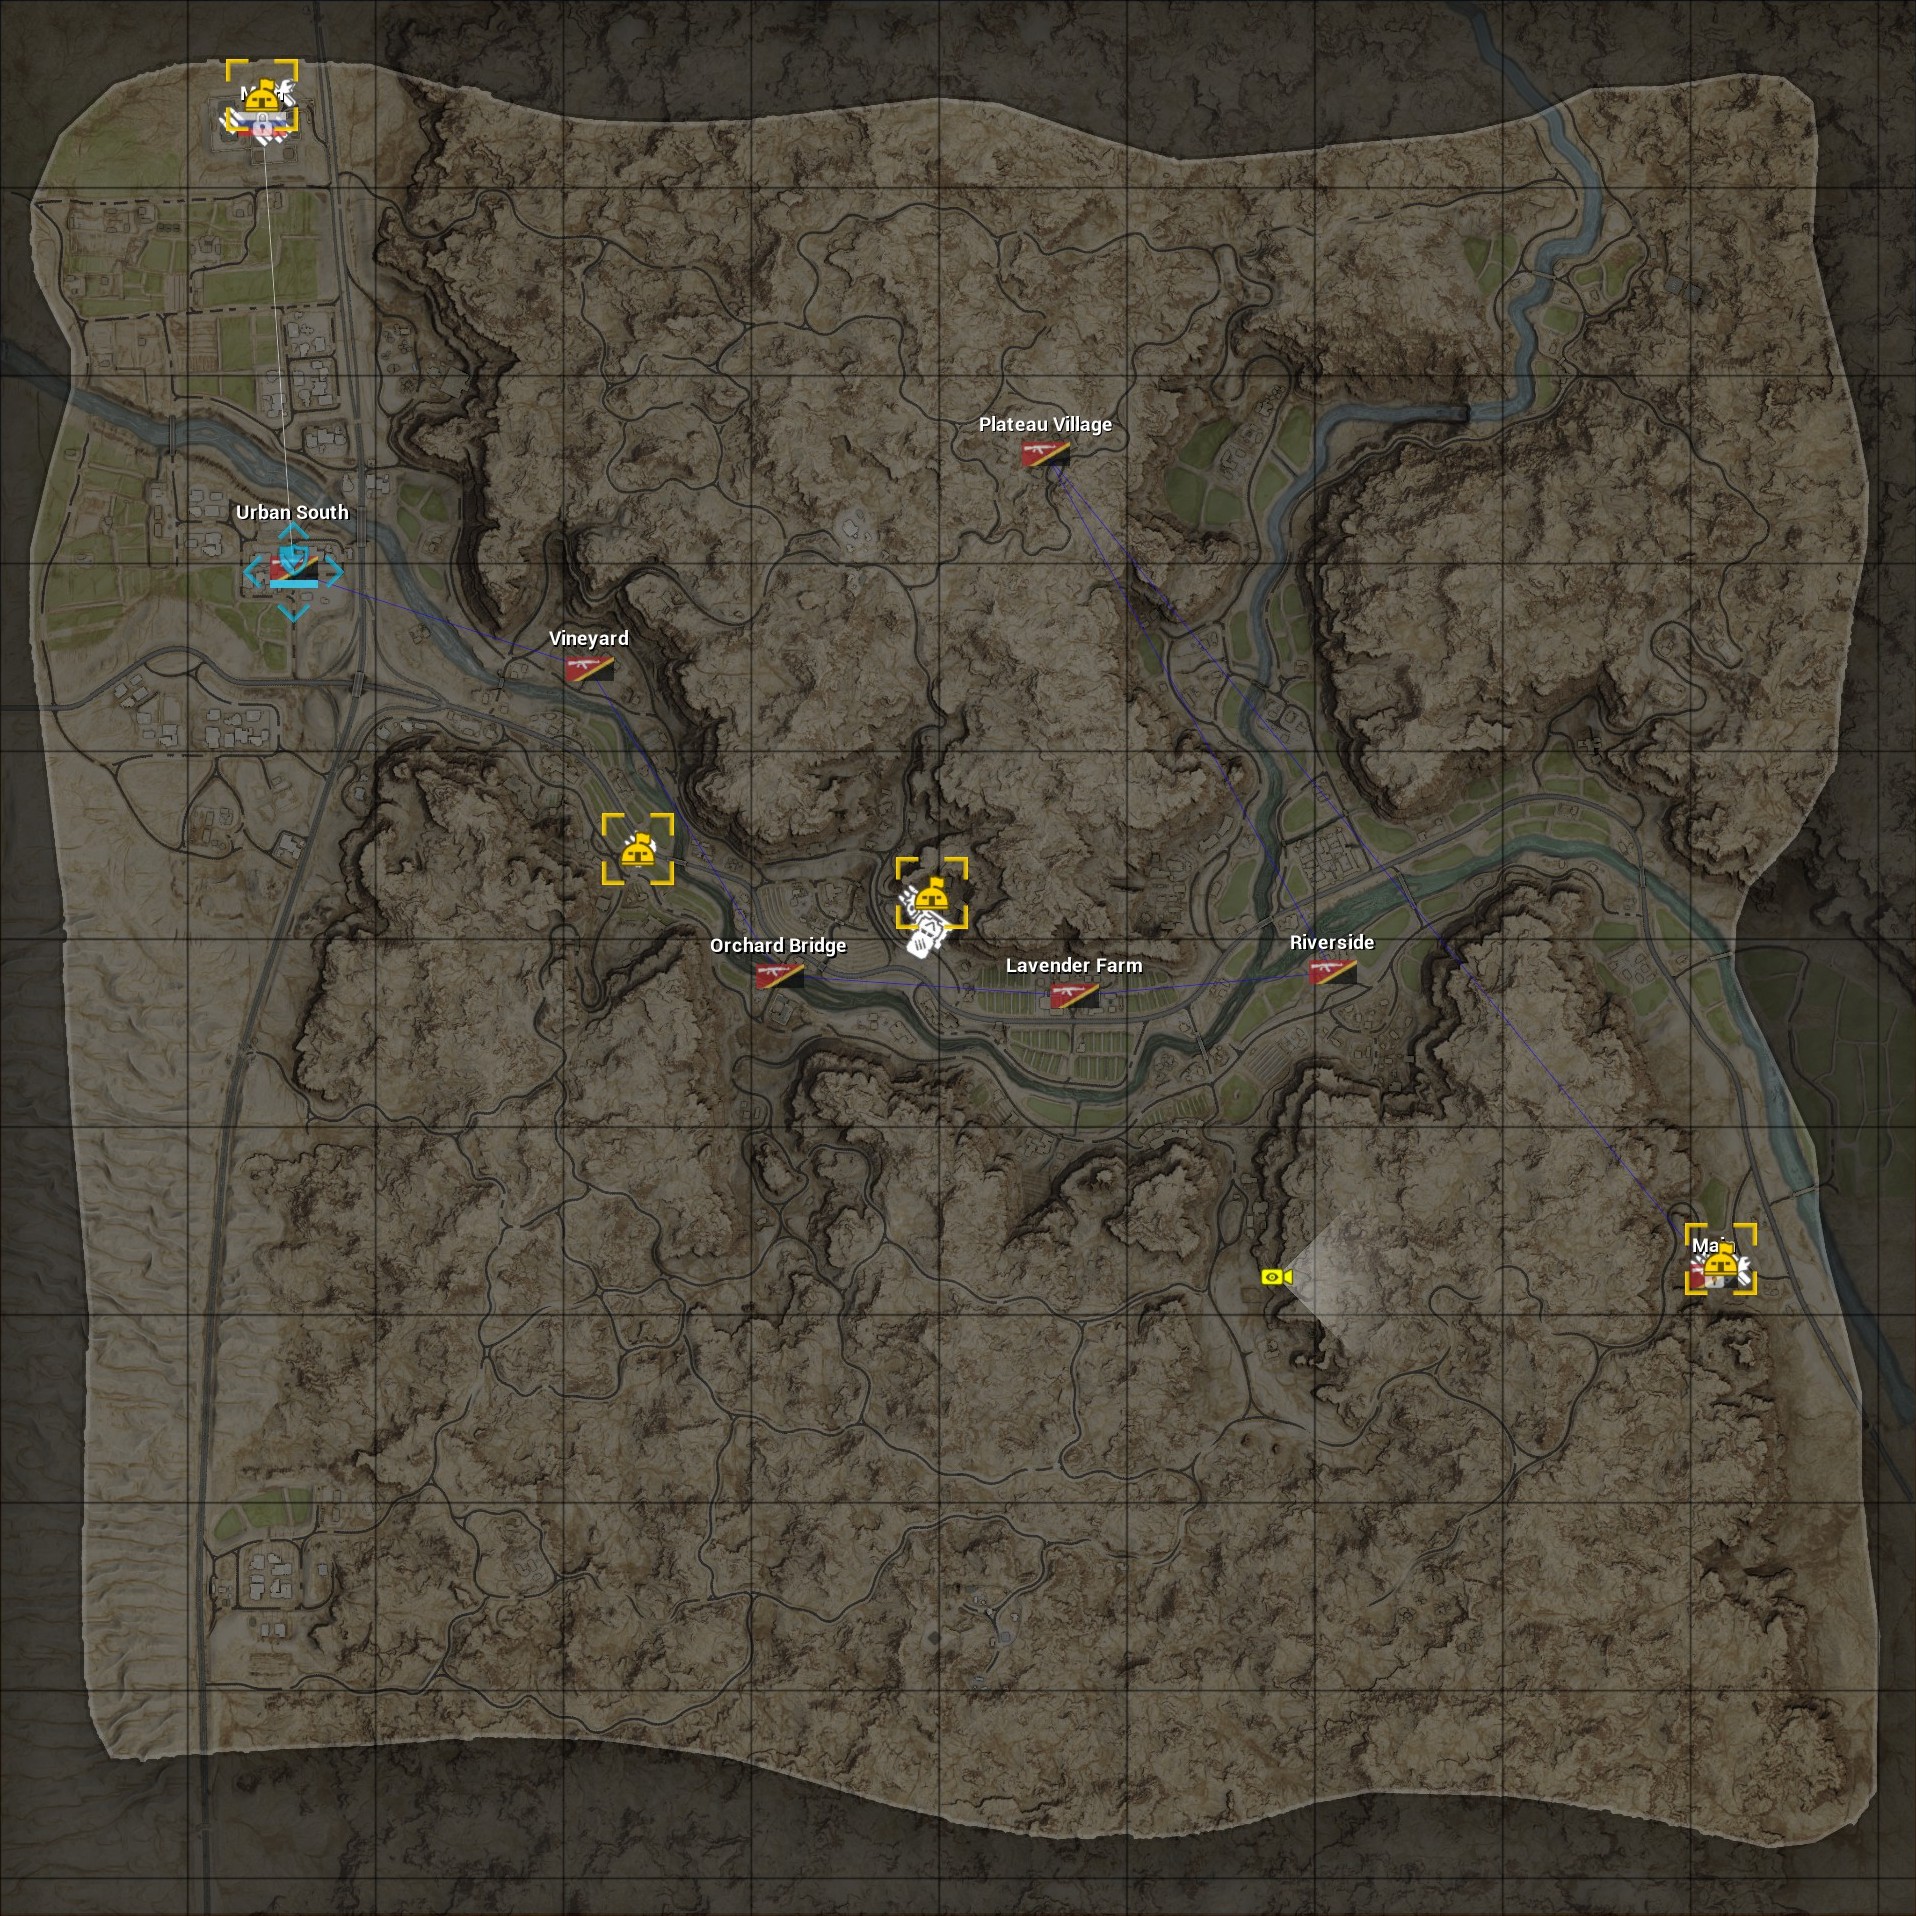 Plateau Village
Urban South
Vineyard
Orchard Bridge
Riverside
Lavender Farm